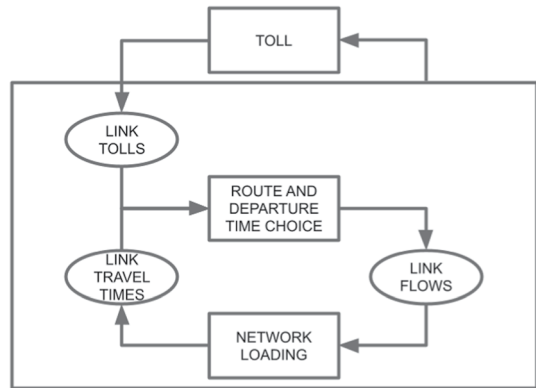 TOLL
LINK
TOLLS
ROUTE AND
DEPARTURE
TIME CHOICE
LINK
TRAVEL
TIMES
LINK
FLOWS
NETWORK
LOADING